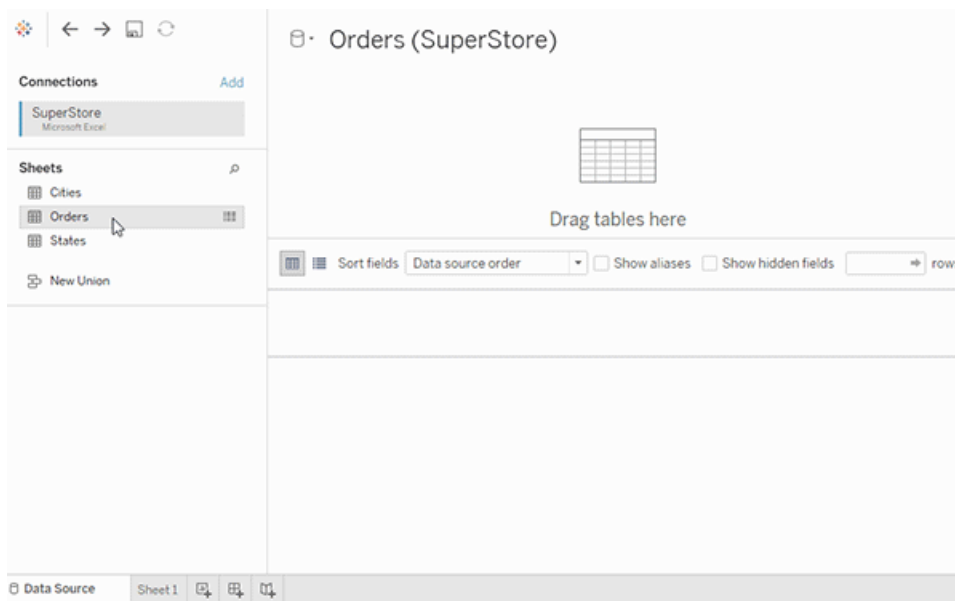 Orders (SuperStore)
Connections
Add
SuperStore
Microsoft Excel
Sheets
Cities
Orders
States
New Union
Drag tables here
Sort fields
Data source order
Show aliases
Show hidden fields
row
Data Source
Sheet 1